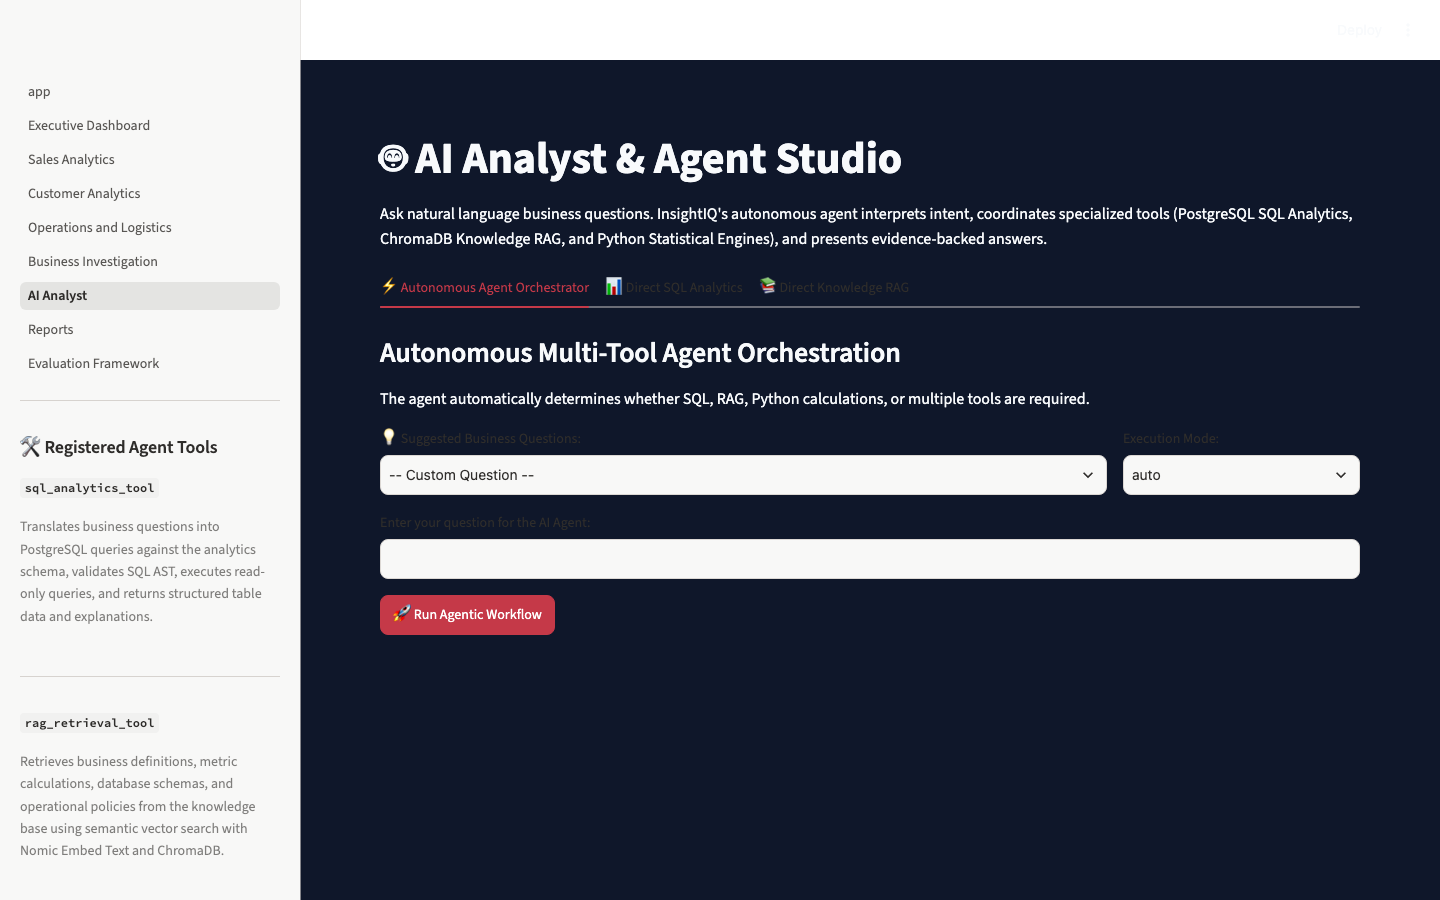 Deploy
app
Executive Dashboard
Sales Analytics
Customer Analytics
Operations and Logistics
Business Investigation
AI Analyst
Reports
Evaluation Framework
🛠️ Registered Agent Tools
sql_analytics_tool
Translates business questions into
PostgreSQL queries against the analytics
schema, validates SQL AST, executes read-
only queries, and returns structured table
data and explanations.
rag_retrieval_tool
Retrieves business definitions, metric
calculations, database schemas, and
operational policies from the knowledge
base using semantic vector search with
Nomic Embed Text and ChromaDB.
AI Analyst & Agent Studio
Ask natural language business questions. InsightIQ's autonomous agent interprets intent, coordinates specialized tools (PostgreSQL SQL Analytics,
ChromaDB Knowledge RAG, and Python Statistical Engines), and presents evidence-backed answers.
⚡ Autonomous Agent Orchestrator 📊 Direct SQL Analytics 📚 Direct Knowledge RAG
Autonomous Multi-Tool Agent Orchestration
The agent automatically determines whether SQL, RAG, Python calculations, or multiple tools are required.
💡 Suggested Business Questions: Execution Mode:
-- Custom Question -- auto
Enter your question for the AI Agent:
🚀 Run Agentic Workflow